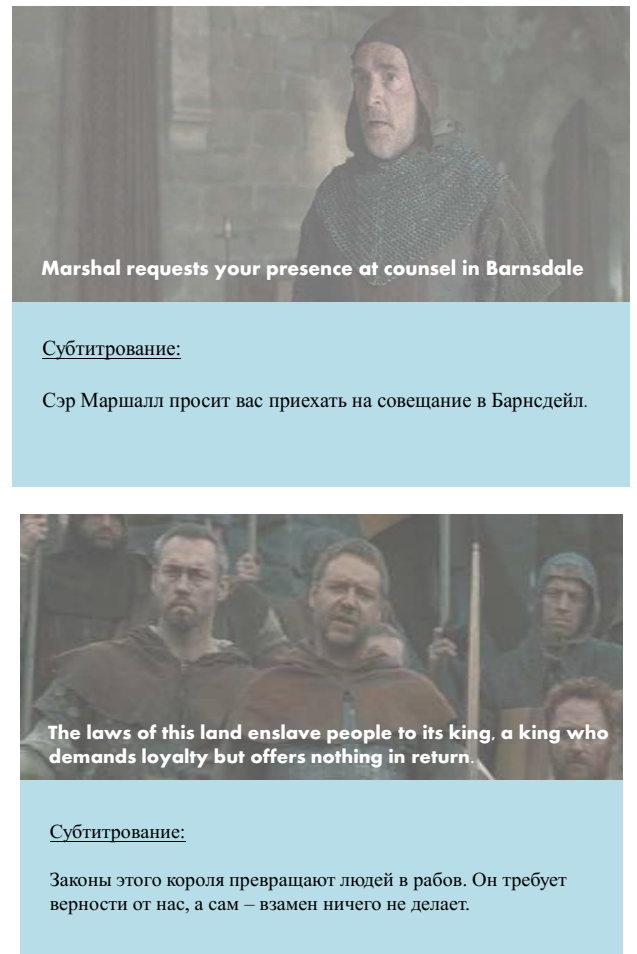 Marshal requests your presence at counsel in Barnsdale
Субтитрование:
Сэр Маршалл просит вас приехать на совещание в Барнсдейл.
The laws of this land enslave people to its king, a king who
demands loyalty but offers nothing in return.
Субтитрование:
Законы этого короля превращают людей в рабов. Он требует
верности от нас, а сам – взамен ничего не делает.